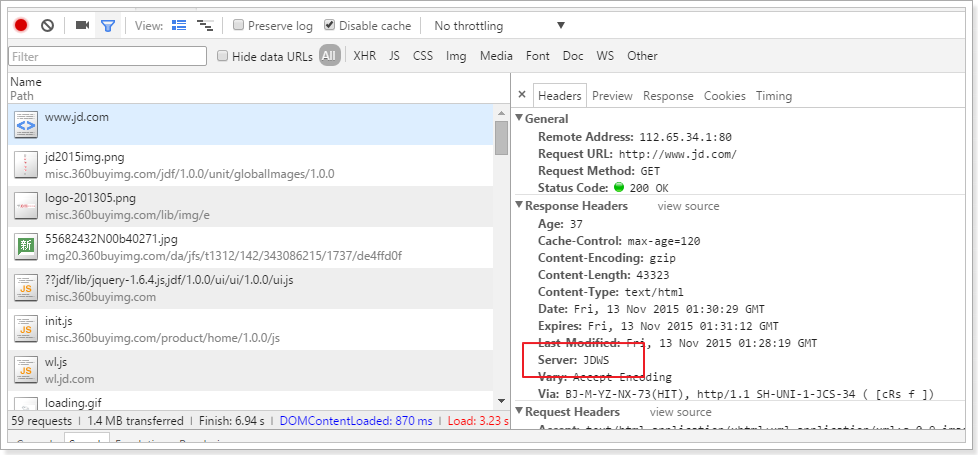 View:
Preserve log
Disable cache
No throttling
Filter
Hide data URLs
All
XHR
JS
CSS
Img
Media
Font
Doc
WS
Other
Name
Path
www.jd.com
jd2015img.png
misc.360buyimg.com/jdf/1.0.0/unit/globalImages/1.0.0
logo-201305.png
misc.360buyimg.com/lib/img/e
新
55682432N00b40271.jpg
img20.360buyimg.com/da/jfs/t1312/142/343086215/1737/de4ffd0f
JS
??jdf/lib/jquery-1.6.4.js,jdf/1.0.0/ui/ui/1.0.0/ui.js
misc.360buyimg.com
JS
init.js
misc.360buyimg.com/product/home/1.0.0/js
JS
wl.js
wl.jd.com
loading.gif
59 requests | 1.4 MB transferred | Finish: 6.94 s | DOMContentLoaded: 870 ms | Load: 3.23 s
× Headers Preview Response Cookies Timing
General
Remote Address: 112.65.34.1:80
Request URL: http://www.jd.com/
Request Method: GET
Status Code: 200 OK
Response Headers view source
Age: 37
Cache-Control: max-age=120
Content-Encoding: gzip
Content-Length: 43323
Content-Type: text/html
Date: Fri, 13 Nov 2015 01:30:29 GMT
Expires: Fri, 13 Nov 2015 01:31:12 GMT
Last-Modified: Fri, 13 Nov 2015 01:28:19 GMT
Server: JDWS
Vary: Accept-Encoding
Via: BJ-M-YZ-NX-73(HIT), http/1.1 SH-UNI-1-JCS-34 ( [cRs f ])
Request Headers view source